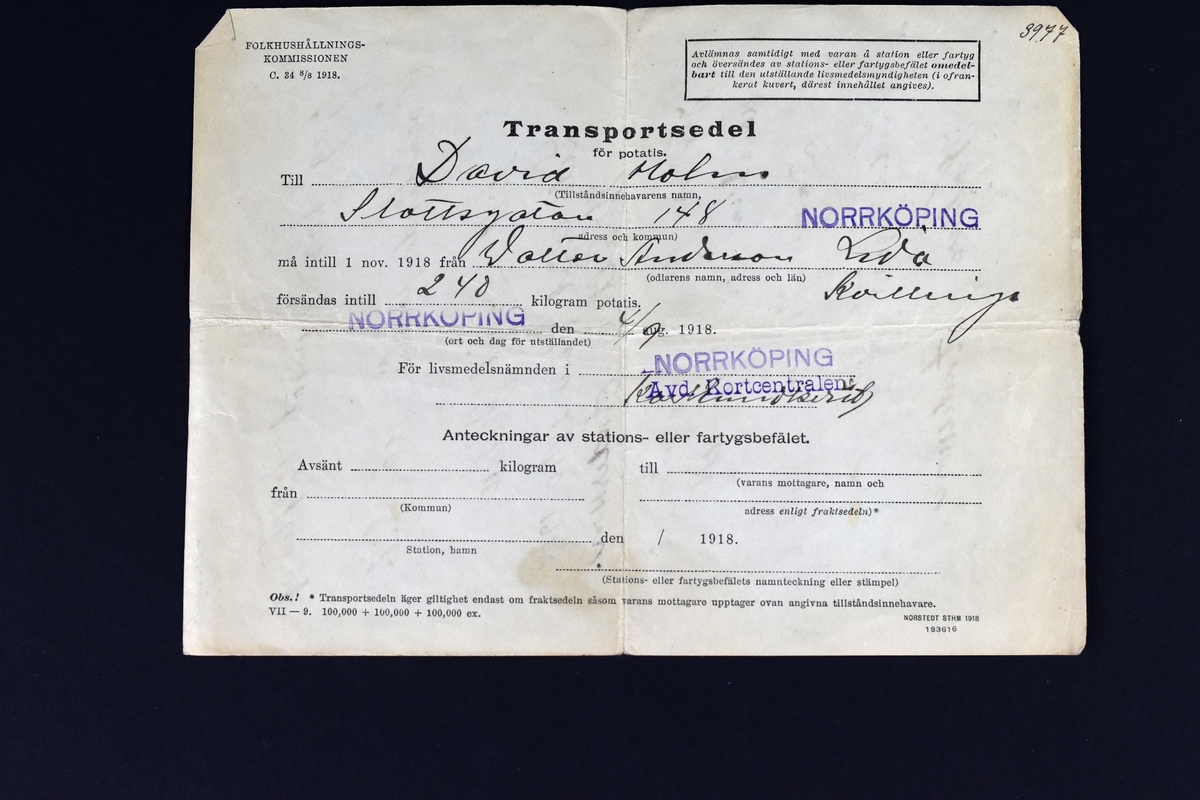 3977
FOLKHUSHÅLLNINGS-
KOMMISSIONEN
C. 34 8/8 1918.
Avlämnas samtidigt med varan å station eller fartyg
och översändes av stations- eller fartygsbefälet omedel-
bart till den utställande livsmedelsmyndigheten (i ofran-
kerat kuvert, därest innehållet angives).
Transportsedel
för potatis.
Till David Holm
(Tillståndsinnehavarens namn,
Slottsgatan 148 NORRKÖPING
adress och kommun)
må intill 1 nov. 1918 från Valter Anderson Lida
(odlarens namn, adress och län)
Kvillinge
försändas intill 240 kilogram potatis.
NORRKÖPING den 4/9 aug. 1918.
(ort och dag för utställandet)
För livsmedelsnämnden i NORRKÖPING
Avd. Kortcentralen
Anteckningar av stations- eller fartygsbefälet.
Avsänt kilogram till
(varans mottagare, namn och
från
(Kommun)
adress enligt fraktsedeln)*
den / 1918.
Station, hamn
(Stations- eller fartygsbefälets namnteckning eller stämpel)
Obs.! * Transportsedeln äger giltighet endast om fraktsedeln såsom varans mottagare upptager ovan angivna tillståndsinnehavare.
VII — 9. 100,000 + 100,000 + 100,000 ex.
NORSTEDT STHM 1918
183616